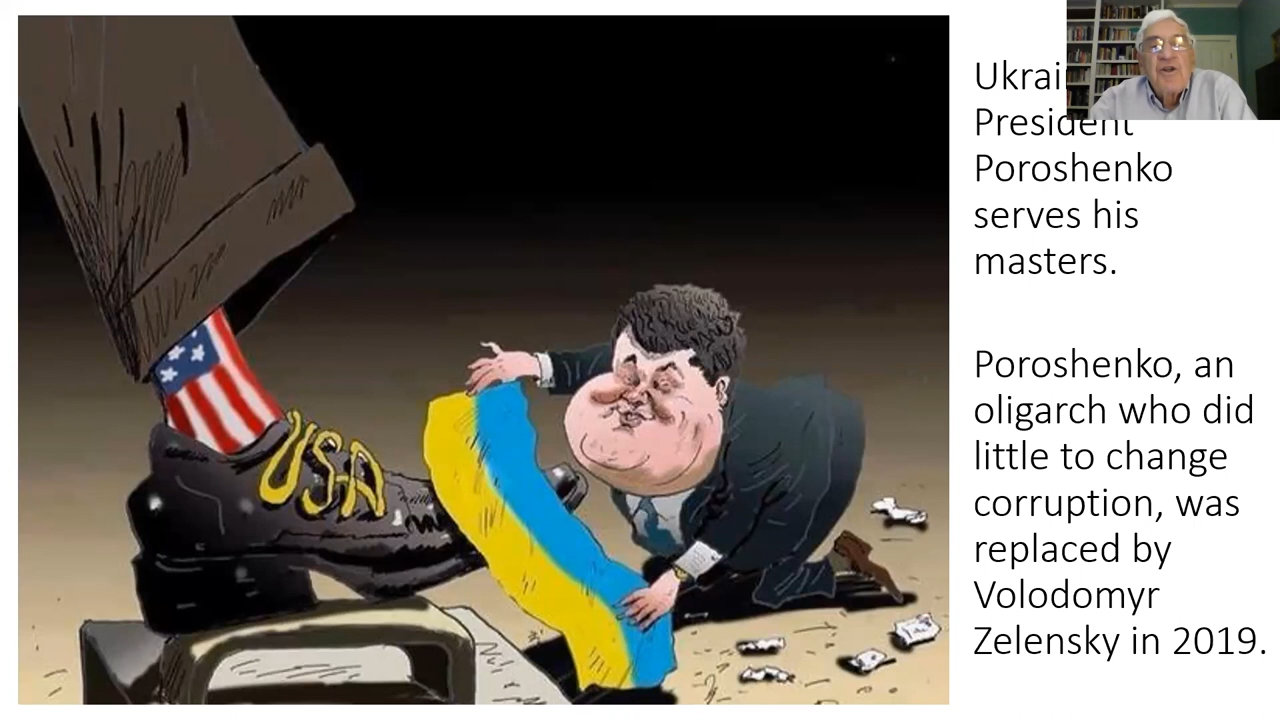 USA
Ukrai
President
Poroshenko
serves his
masters.
Poroshenko, an
oligarch who did
little to change
corruption, was
replaced by
Volodomyr
Zelensky in 2019.